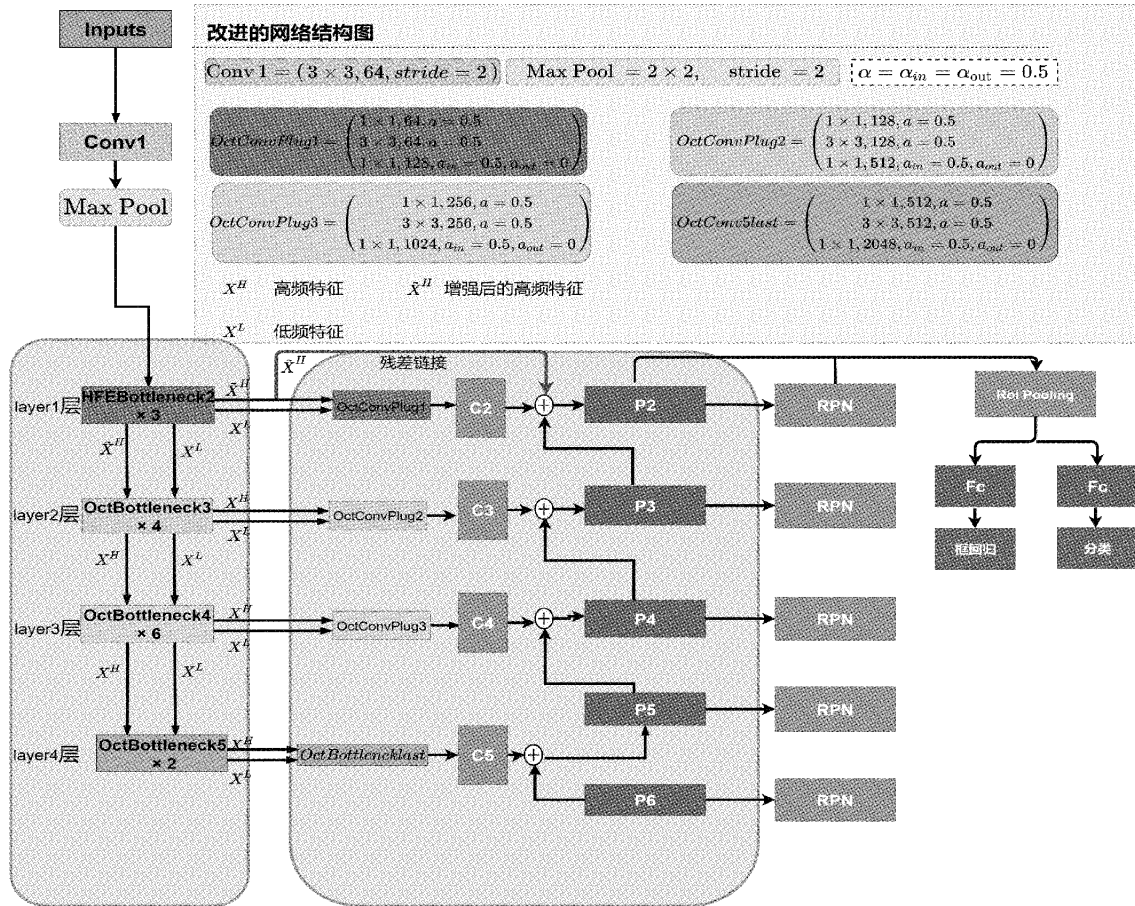 Inputs
改进的网络结构图
Conv 1 = ( 3 × 3, 64, stride = 2 )
Max Pool = 2 × 2, stride = 2
α = α_in = α_out = 0.5
Conv1
OctConvPlug1 = ( 1 × 1, 64, a = 0.5
3 × 3, 64, a = 0.5
1 × 1, 128, a_in = 0.5, a_out = 0 )
OctConvPlug2 = ( 1 × 1, 128, a = 0.5
3 × 3, 128, a = 0.5
1 × 1, 512, a_in = 0.5, a_out = 0 )
Max Pool
OctConvPlug3 = ( 1 × 1, 256, a = 0.5
3 × 3, 256, a = 0.5
1 × 1, 1024, a_in = 0.5, a_out = 0 )
OctConv5last = ( 1 × 1, 512, a = 0.5
3 × 3, 512, a = 0.5
1 × 1, 2048, a_in = 0.5, a_out = 0 )
X^H 高频特征
X̃^H 增强后的高频特征
X^L 低频特征
X̃^H
残差链接
layer1层
HFEBottleneck2
× 3
X̃^H
X^L
OctConvPlug1
C2
P2
RPN
RoI Pooling
X̃^H
X^L
Fc
Fc
layer2层
OctBottleneck3
× 4
X^H
X^L
OctConvPlug2
C3
P3
RPN
框回归
分类
X^H
X^L
layer3层
OctBottleneck4
× 6
X^H
X^L
OctConvPlug3
C4
P4
RPN
X^H
X^L
P5
RPN
layer4层
OctBottleneck5
× 2
X^H
X^L
OctBottlencklast
C5
P6
RPN